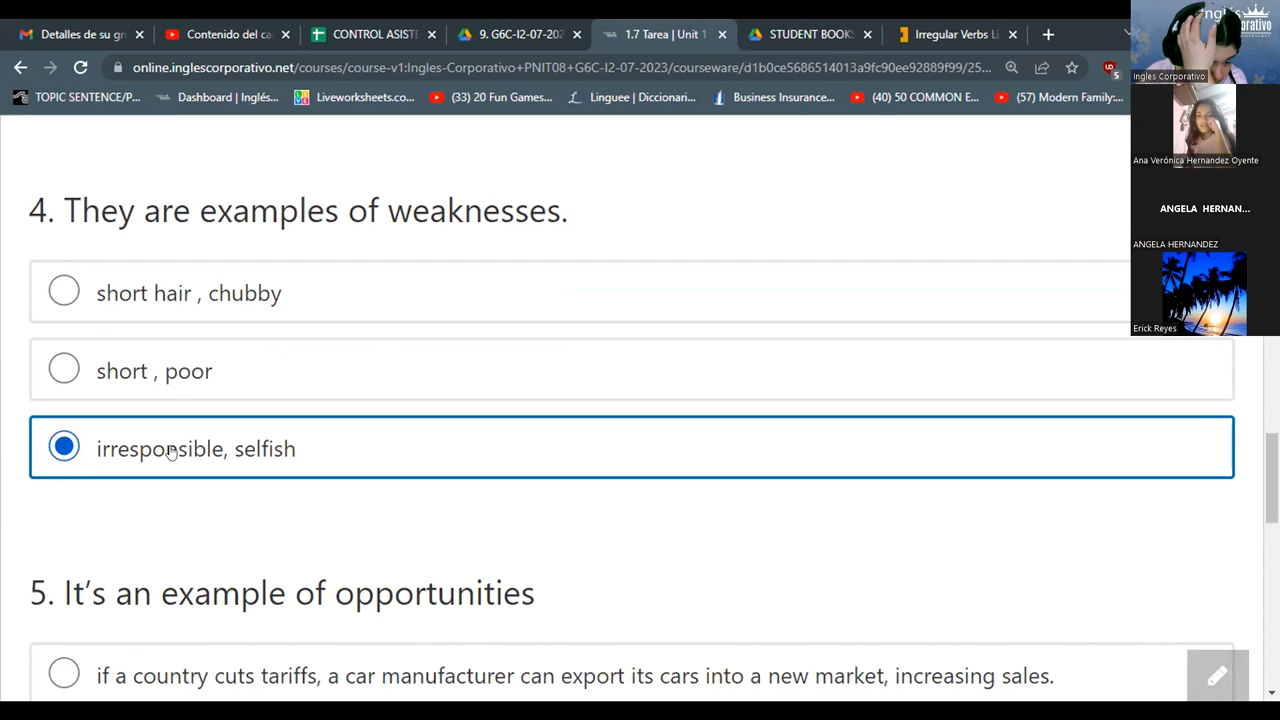 Detalles de su gru
Contenido del ca
CONTROL ASISTE
9. G6C-I2-07-202
1.7 Tarea | Unit 1
STUDENT BOOKS
Irregular Verbs Li
online.inglescorporativo.net/courses/course-v1:Ingles-Corporativo+PNIT08+G6C-I2-07-2023/courseware/d1b0ce5686514013a9fc90ee92889f99/25...
TOPIC SENTENCE/P...
Dashboard | Inglés...
Liveworksheets.co...
(33) 20 Fun Games...
Linguee | Diccionari...
Business Insurance...
(40) 50 COMMON E...
(57) Modern Family:...
4. They are examples of weaknesses.
short hair , chubby
short , poor
irresponsible, selfish
5. It's an example of opportunities
if a country cuts tariffs, a car manufacturer can export its cars into a new market, increasing sales.
Ingles Corporativo
Ana Verónica Hernandez Oyente
ANGELA HERNAN...
ANGELA HERNANDEZ
Erick Reyes